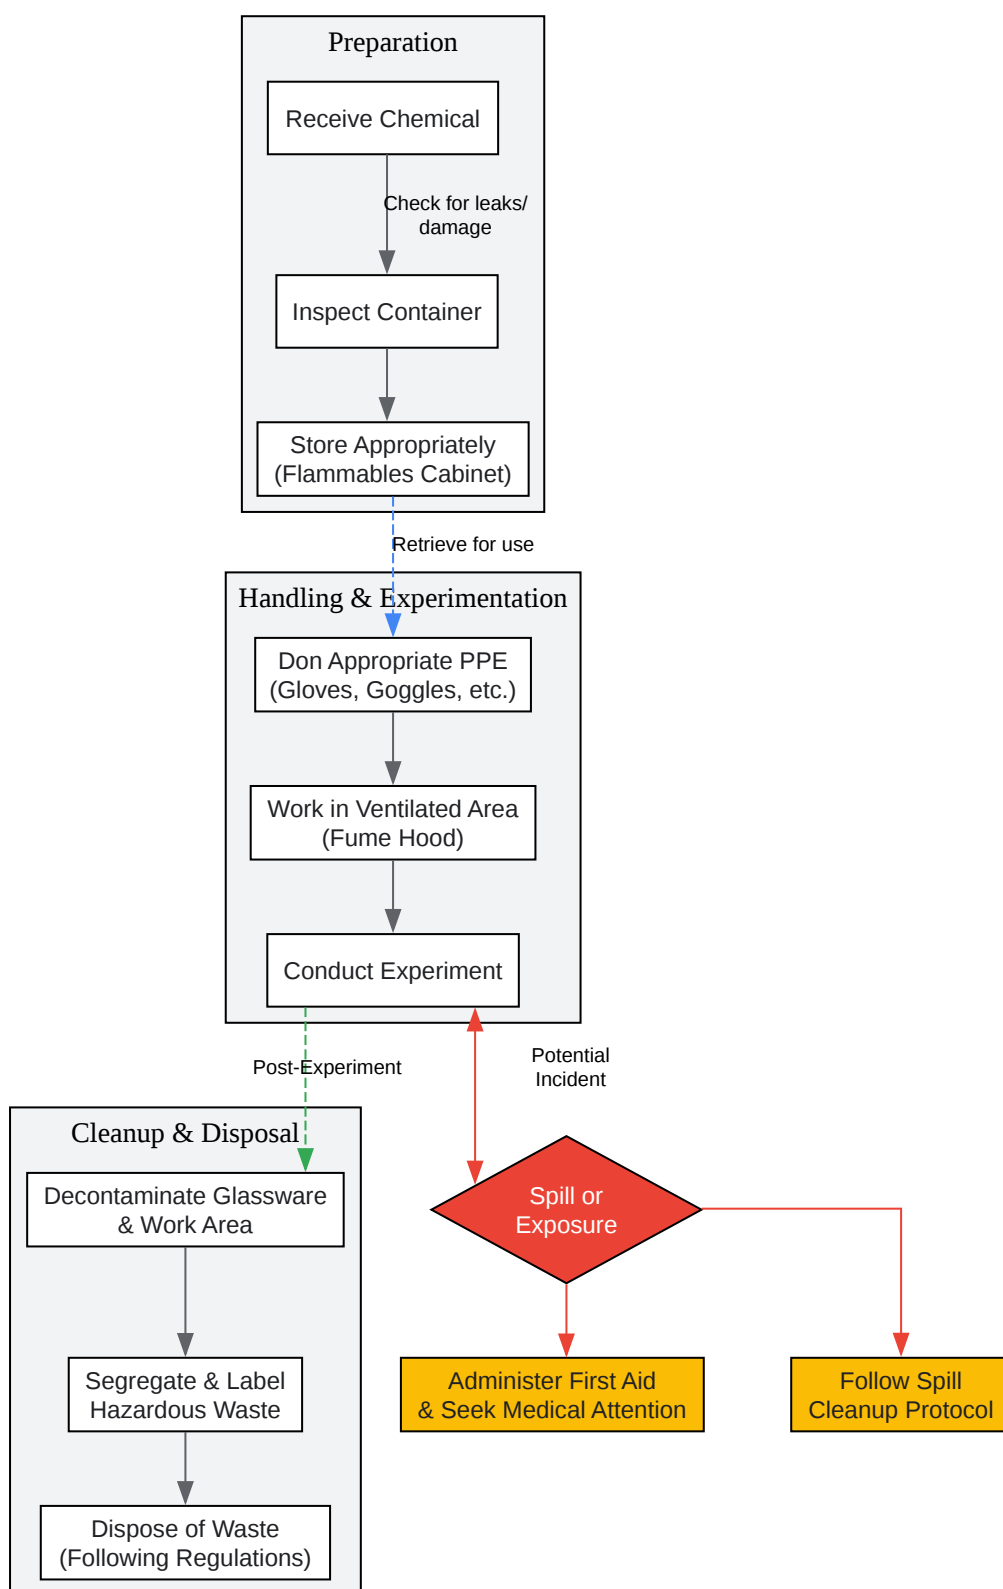 Preparation
Receive Chemical
Check for leaks/
damage
Inspect Container
Store Appropriately
(Flammables Cabinet)
Retrieve for use
Handling & Experimentation
Don Appropriate PPE
(Gloves, Goggles, etc.)
Work in Ventilated Area
(Fume Hood)
Conduct Experiment
Post-Experiment
Potential
Incident
Cleanup & Disposal
Decontaminate Glassware
& Work Area
Spill or
Exposure
Segregate & Label
Hazardous Waste
Administer First Aid
& Seek Medical Attention
Follow Spill
Cleanup Protocol
Dispose of Waste
(Following Regulations)